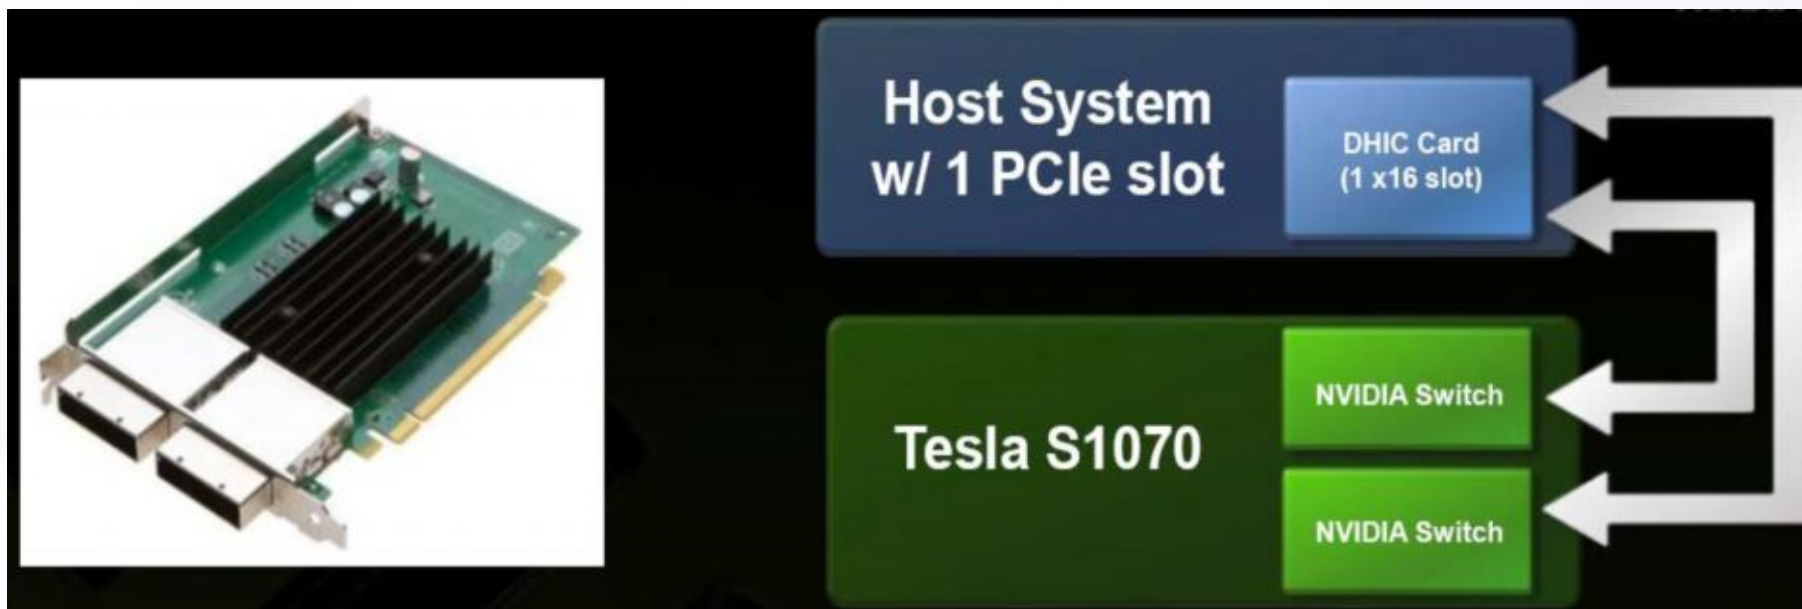 Host System
w/ 1 PCIe slot
DHIC Card
(1 x16 slot)
Tesla S1070
NVIDIA Switch
NVIDIA Switch